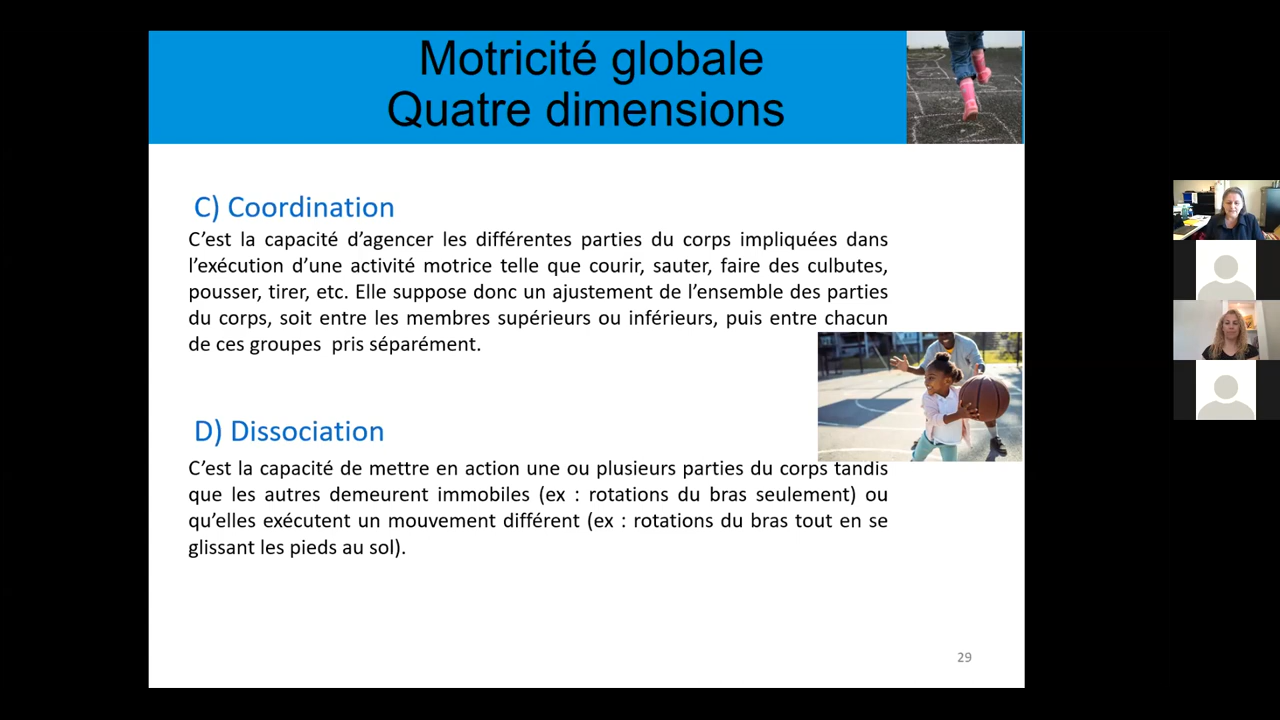 Motricité globale
Quatre dimensions
C) Coordination
C’est la capacité d’agencer les différentes parties du corps impliquées dans
l’exécution d’une activité motrice telle que courir, sauter, faire des culbutes,
pousser, tirer, etc. Elle suppose donc un ajustement de l’ensemble des parties
du corps, soit entre les membres supérieurs ou inférieurs, puis entre chacun
de ces groupes  pris séparément.
D) Dissociation
C’est la capacité de mettre en action une ou plusieurs parties du corps tandis
que les autres demeurent immobiles (ex : rotations du bras seulement) ou
qu’elles exécutent un mouvement différent (ex : rotations du bras tout en se
glissant les pieds au sol).
29